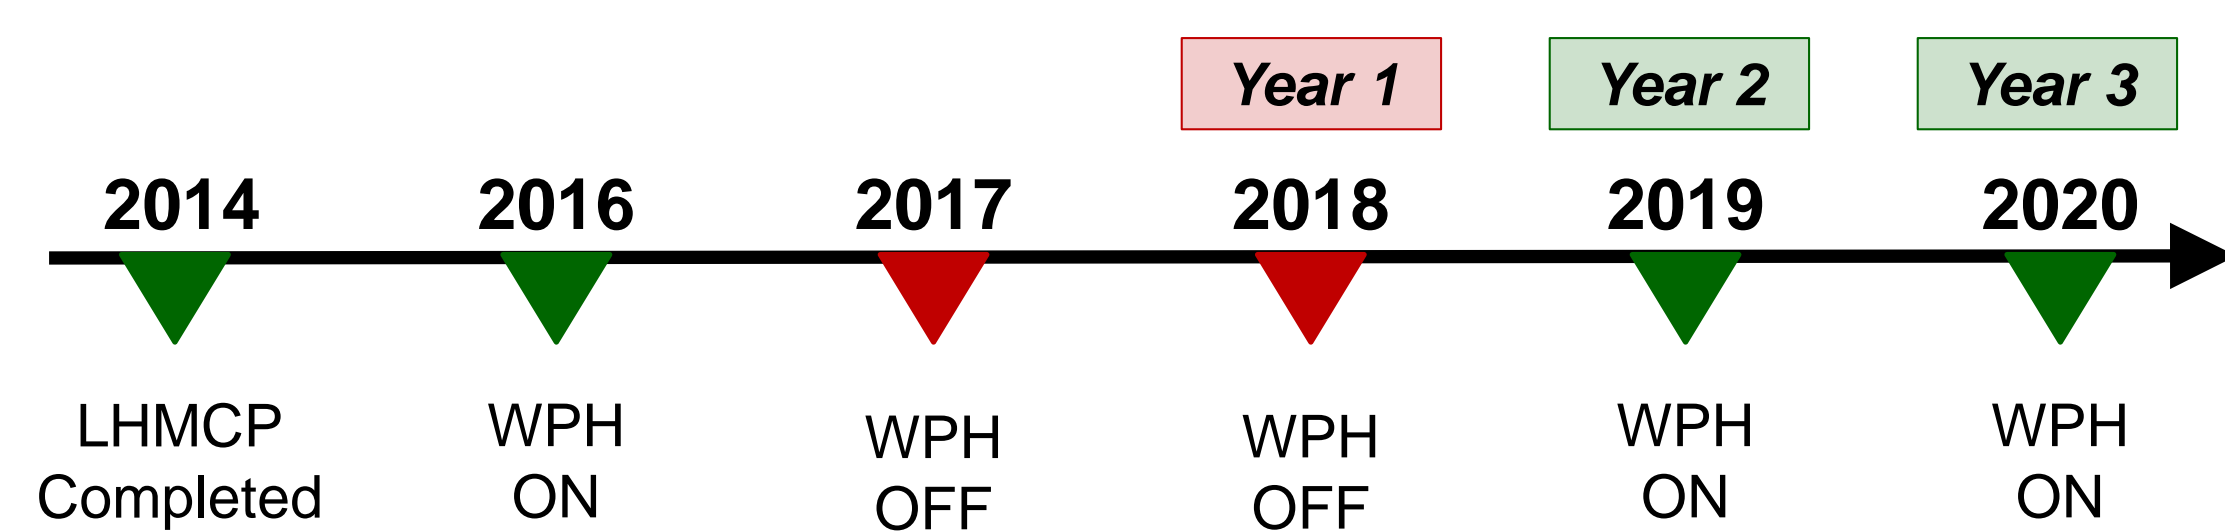 Year 1 Year 2 Year 3
2014 2016 2017 2018 2019 2020
LHMCP WPH WPH WPH WPH WPH
Completed ON OFF OFF ON ON